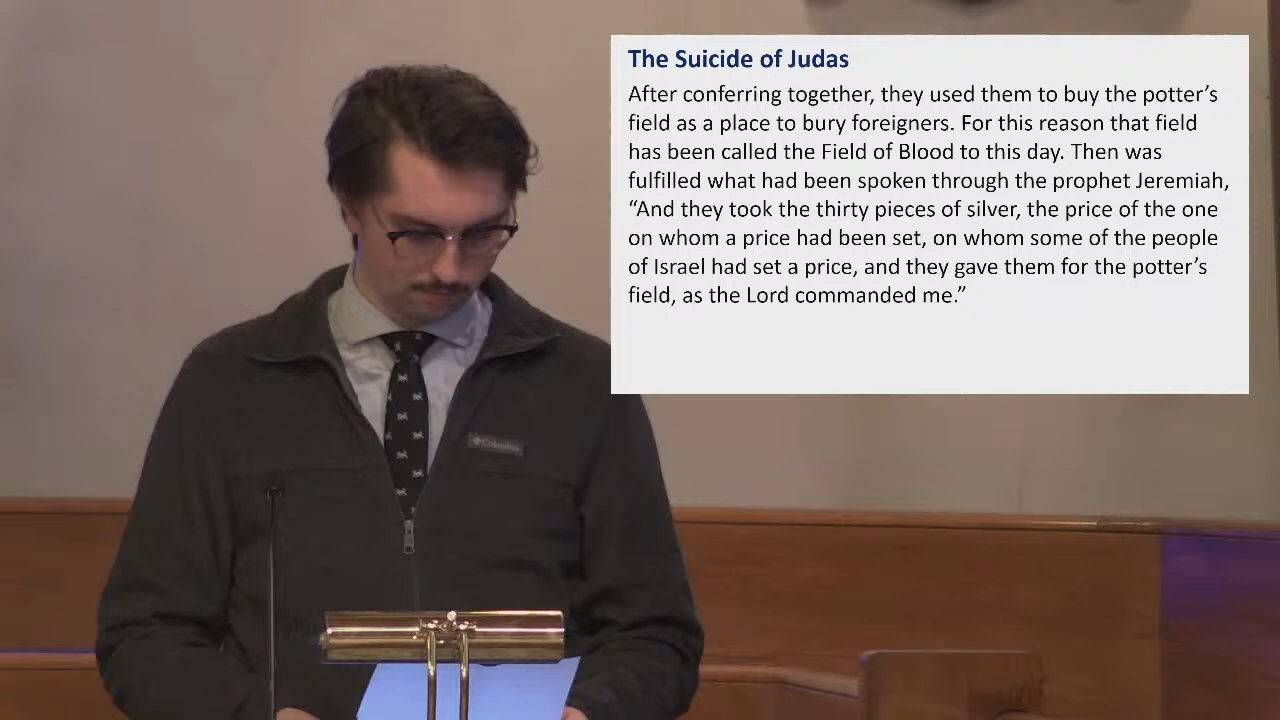 The Suicide of Judas
After conferring together, they used them to buy the potter’s
field as a place to bury foreigners. For this reason that field
has been called the Field of Blood to this day. Then was
fulfilled what had been spoken through the prophet Jeremiah,
“And they took the thirty pieces of silver, the price of the one
on whom a price had been set, on whom some of the people
of Israel had set a price, and they gave them for the potter’s
field, as the Lord commanded me.”
Columbia